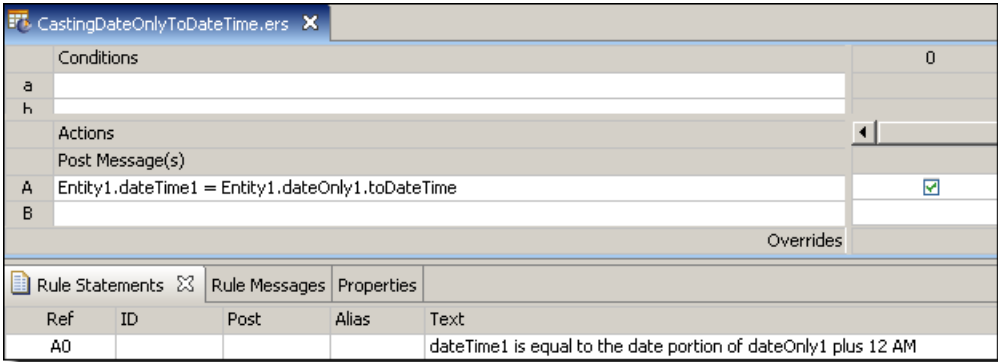 CastingDateOnlyToDateTime.ers
Conditions 0
a
b
Actions
Post Message(s)
A Entity1.dateTime1 = Entity1.dateOnly1.toDateTime
B
Overrides
Rule Statements Rule Messages Properties
Ref ID Post Alias Text
A0 dateTime1 is equal to the date portion of dateOnly1 plus 12 AM